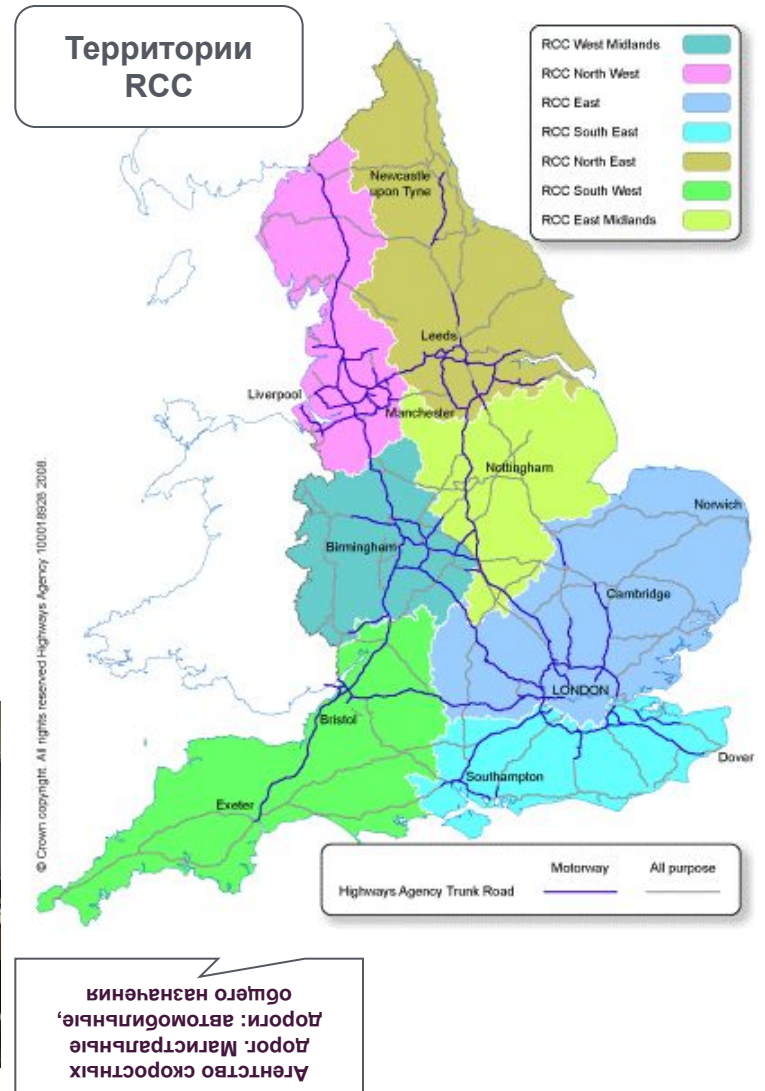 Территории
RCC
RCC West Midlands
RCC North West
RCC East
RCC South East
RCC North East
RCC South West
RCC East Midlands
Newcastle
upon Tyne
Leeds
Liverpool
Manchester
Nottingham
Norwich
Birmingham
Cambridge
LONDON
Bristol
Dover
Southampton
Exeter
© Crown copyright. All rights reserved Highways Agency 100018928 2008.
Motorway
All purpose
Highways Agency Trunk Road
Агентство скоростных
дорог. Магистральные
дороги: автомобильные,
общего назначения